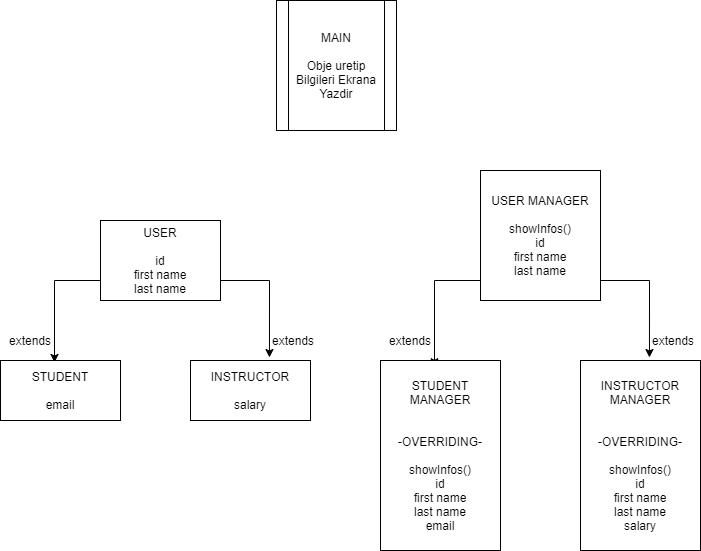 MAIN
Obje uretip
Bilgileri Ekrana
Yazdir
USER
id
first name
last name
extends
extends
STUDENT
email
INSTRUCTOR
salary
USER MANAGER
showInfos()
id
first name
last name
extends
extends
STUDENT
MANAGER
-OVERRIDING-
showInfos()
id
first name
last name
email
INSTRUCTOR
MANAGER
-OVERRIDING-
showInfos()
id
first name
last name
salary